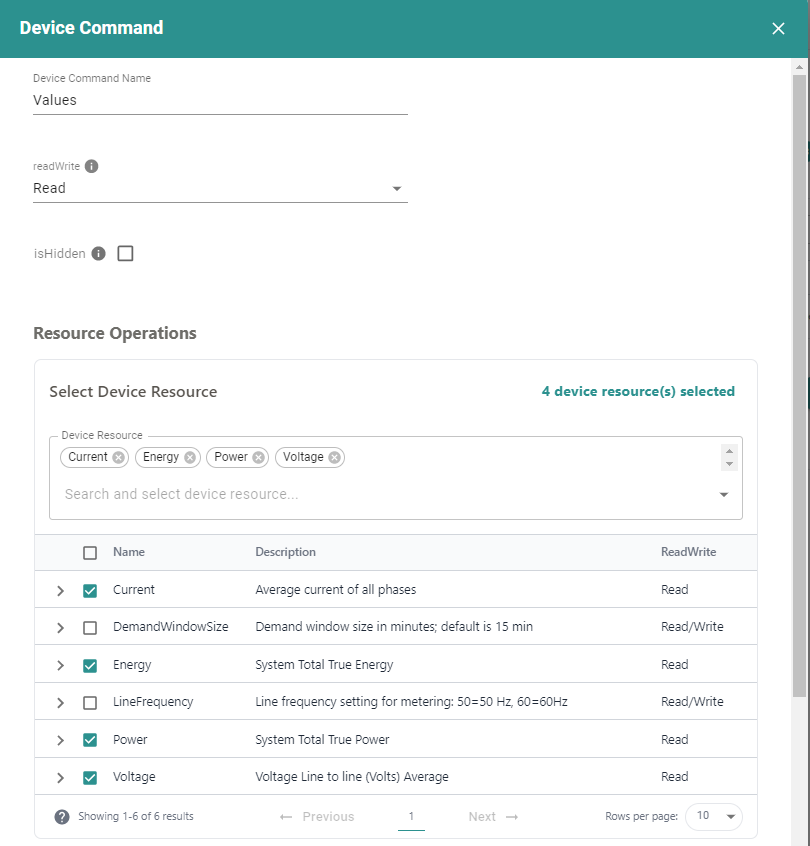 Device Command
Device Command Name
Values
readWrite
Read
isHidden
Resource Operations
Select Device Resource 4 device resource(s) selected
Device Resource
Current Energy Power Voltage
Search and select device resource...
Name Description ReadWrite
Current Average current of all phases Read
DemandWindowSize Demand window size in minutes; default is 15 min Read/Write
Energy System Total True Energy Read
LineFrequency Line frequency setting for metering: 50=50 Hz, 60=60Hz Read/Write
Power System Total True Power Read
Voltage Voltage Line to line (Volts) Average Read
Showing 1-6 of 6 results ← Previous 1 Next → Rows per page: 10